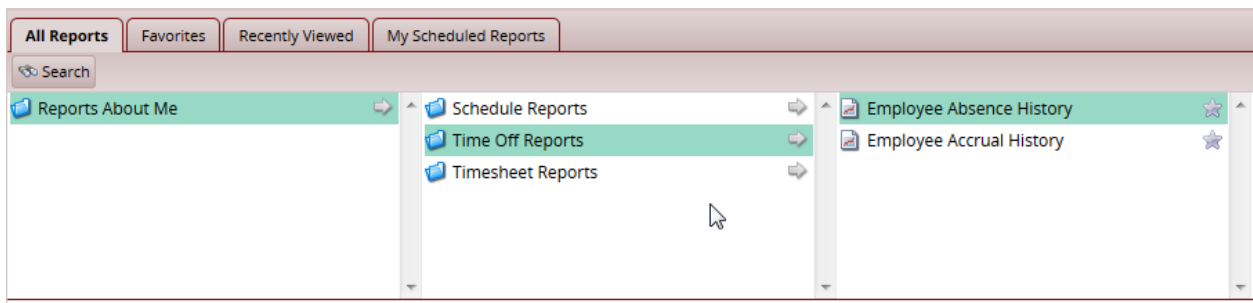 All Reports Favorites Recently Viewed My Scheduled Reports
Search
Reports About Me Schedule Reports Employee Absence History
Time Off Reports Employee Accrual History
Timesheet Reports